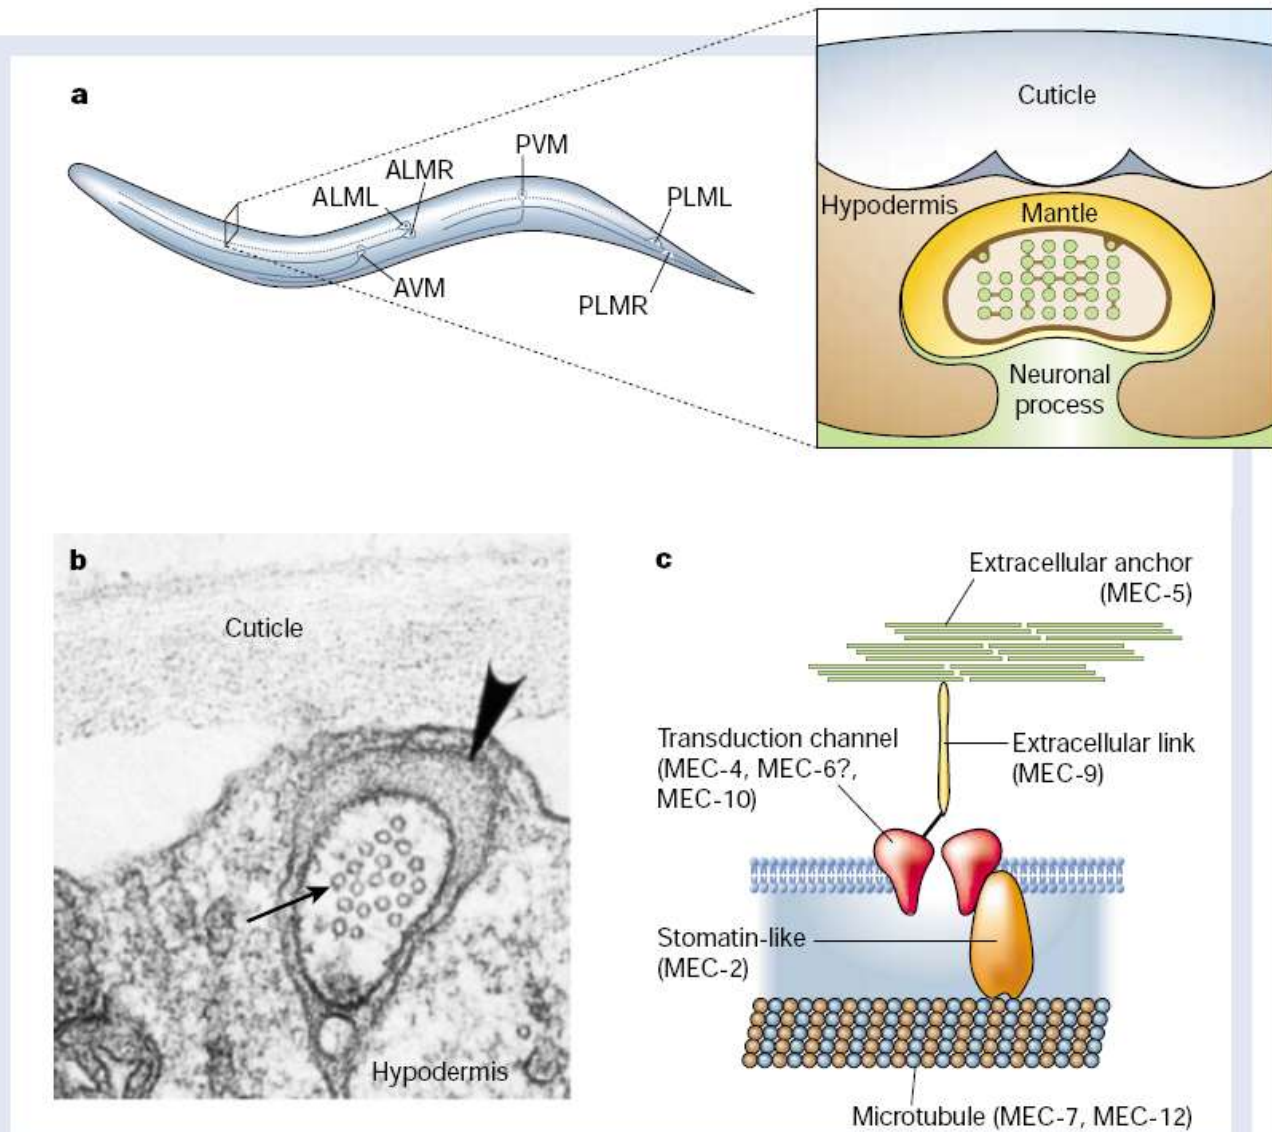 a
PVM
ALMR
ALML
PLML
AVM
PLMR
Cuticle
Hypodermis
Mantle
Neuronal
process
b
Cuticle
Hypodermis
c
Extracellular anchor
(MEC-5)
Transduction channel
(MEC-4, MEC-6?,
MEC-10)
Extracellular link
(MEC-9)
Stomatin-like
(MEC-2)
Microtubule (MEC-7, MEC-12)